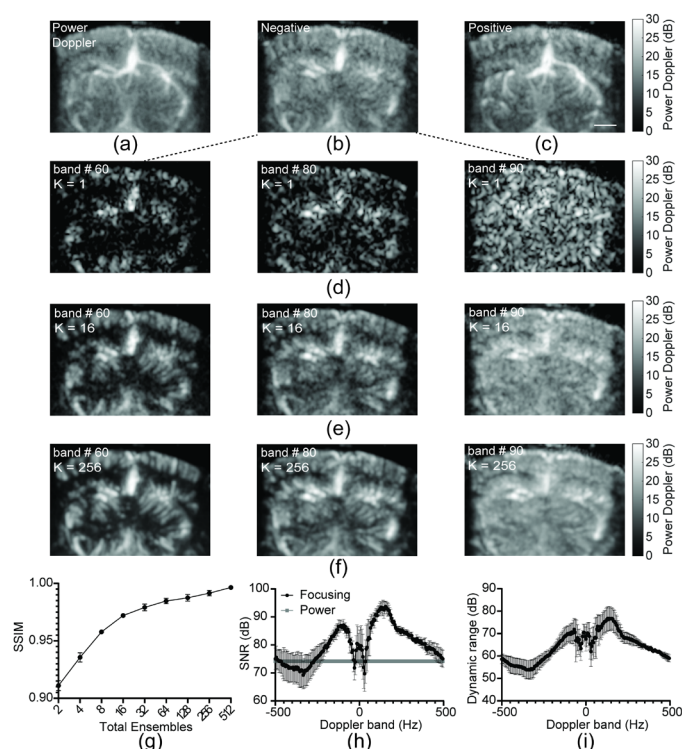 Power
Doppler
Negative
Positive
30
25
20
15
10
5
0
Power Doppler (dB)
(a)
(b)
(c)
band # 60
K = 1
band # 80
K = 1
band # 90
K = 1
30
25
20
15
10
5
0
Power Doppler (dB)
(d)
band # 60
K = 16
band # 80
K = 16
band # 90
K = 16
30
25
20
15
10
5
0
Power Doppler (dB)
(e)
band # 60
K = 256
band # 80
K = 256
band # 90
K = 256
30
25
20
15
10
5
0
Power Doppler (dB)
(f)
1.00
0.95
0.90
SSIM
2 4 8 16 32 64 128 256 512
Total Ensembles
(g)
100
90
80
70
60
SNR (dB)
Focusing
Power
-500 0 500
Doppler band (Hz)
(h)
90
80
70
60
50
40
Dynamic range (dB)
-500 0 500
Doppler band (Hz)
(i)